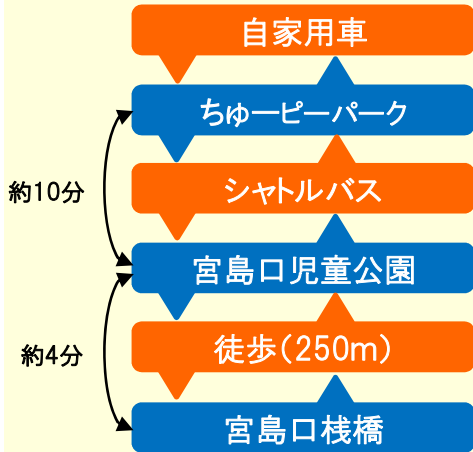 自家用車
ちゅーピーパーク
約10分
シャトルバス
宮島口児童公園
約4分
徒歩(250m)
宮島口桟橋